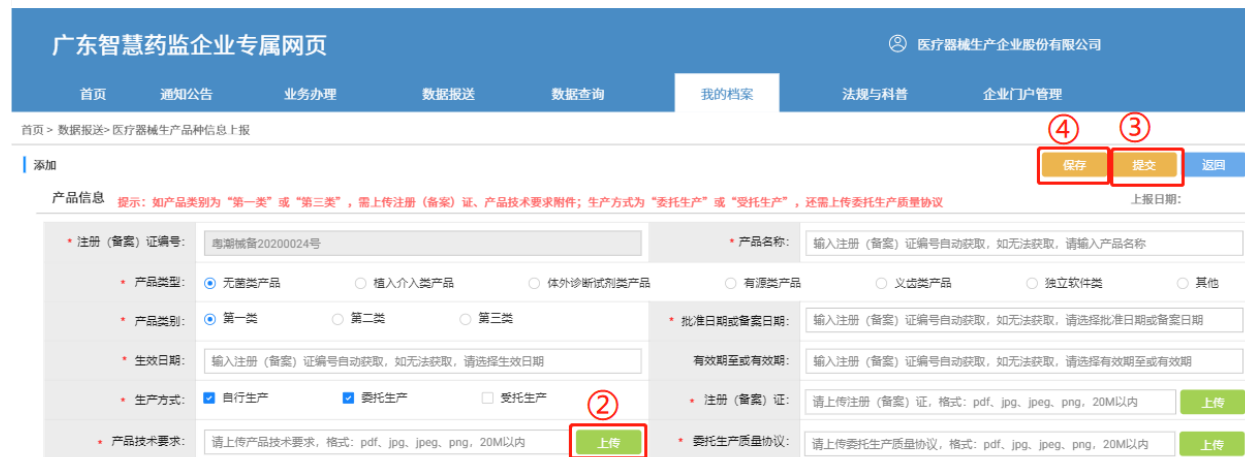 广东智慧药监企业专属网页 医疗器械生产企业股份有限公司
首页 通知公告 业务办理 数据报送 数据查询 我的档案 法规与科普 企业门户管理
首页 > 数据报送> 医疗器械生产品种信息上报
④ ③
添加 保存 提交 返回
产品信息 提示：如产品类别为“第一类”或“第三类”，需上传注册（备案）证、产品技术要求附件；生产方式为“委托生产”或“受托生产”，还需上传委托生产质量协议 上报日期：
* 注册（备案）证编号： 粤潮械备20200024号 * 产品名称： 输入注册（备案）证编号自动获取，如无法获取，请输入产品名称
* 产品类型： 无菌类产品 植入介入类产品 体外诊断试剂类产品 有源类产品 义齿类产品 独立软件类 其他
* 产品类别： 第一类 第二类 第三类 * 批准日期或备案日期： 输入注册（备案）证编号自动获取，如无法获取，请选择批准日期或备案日期
* 生效日期： 输入注册（备案）证编号自动获取，如无法获取，请选择生效日期 有效期至或有效期： 输入注册（备案）证编号自动获取，如无法获取，请选择有效期至或有效期
* 生产方式： 自行生产 委托生产 受托生产 ② * 注册（备案）证： 请上传注册（备案）证，格式：pdf、jpg、jpeg、png，20M以内 上传
* 产品技术要求： 请上传产品技术要求，格式：pdf、jpg、jpeg、png，20M以内 上传 * 委托生产质量协议： 请上传委托生产质量协议，格式：pdf、jpg、jpeg、png，20M以内 上传